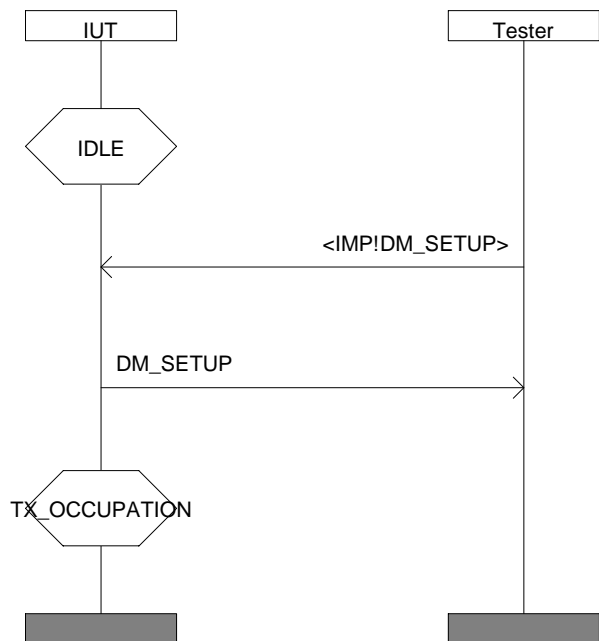 IUT
Tester
IDLE
<IMP!DM_SETUP>
DM_SETUP
TX_OCCUPATION